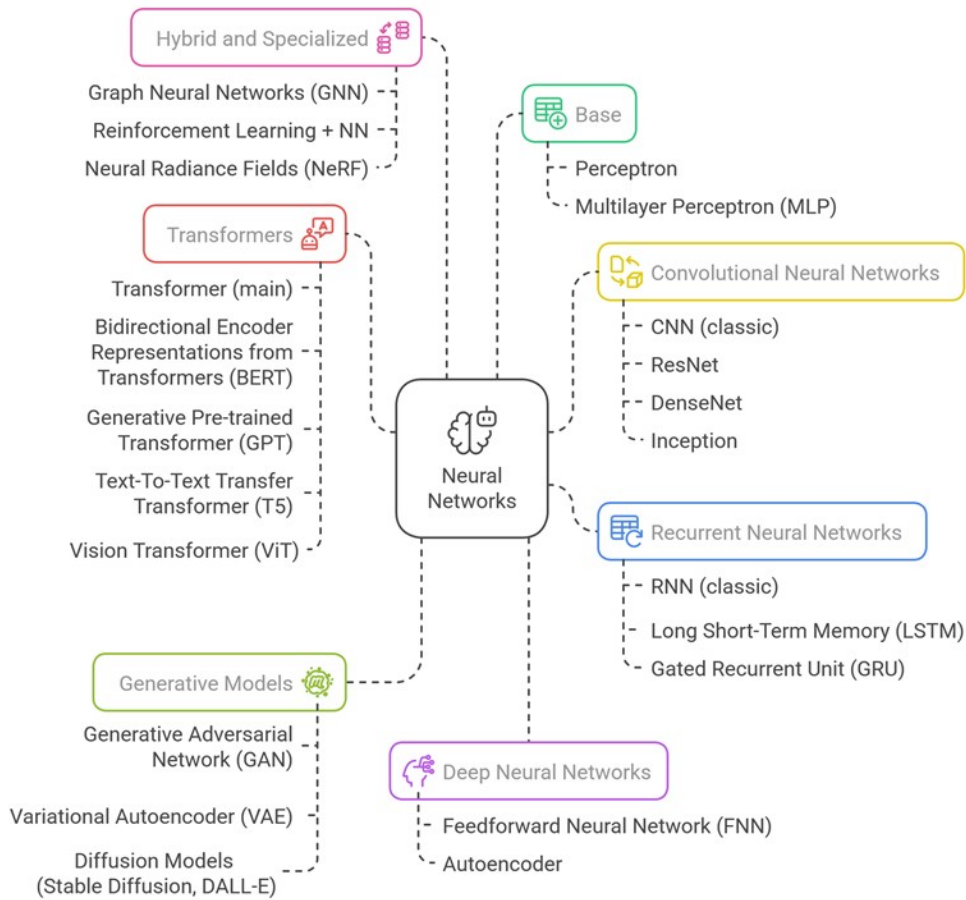 Hybrid and Specialized
Graph Neural Networks (GNN)
Reinforcement Learning + NN
Neural Radiance Fields (NeRF)
Base
Perceptron
Multilayer Perceptron (MLP)
Transformers
A
Transformer (main)
Bidirectional Encoder
Representations from
Transformers (BERT)
Generative Pre-trained
Transformer (GPT)
Text-To-Text Transfer
Transformer (T5)
Vision Transformer (ViT)
Convolutional Neural Networks
CNN (classic)
ResNet
DenseNet
Inception
Neural
Networks
Recurrent Neural Networks
RNN (classic)
Long Short-Term Memory (LSTM)
Gated Recurrent Unit (GRU)
Generative Models
Generative Adversarial
Network (GAN)
Variational Autoencoder (VAE)
Diffusion Models
(Stable Diffusion, DALL-E)
Deep Neural Networks
Feedforward Neural Network (FNN)
Autoencoder